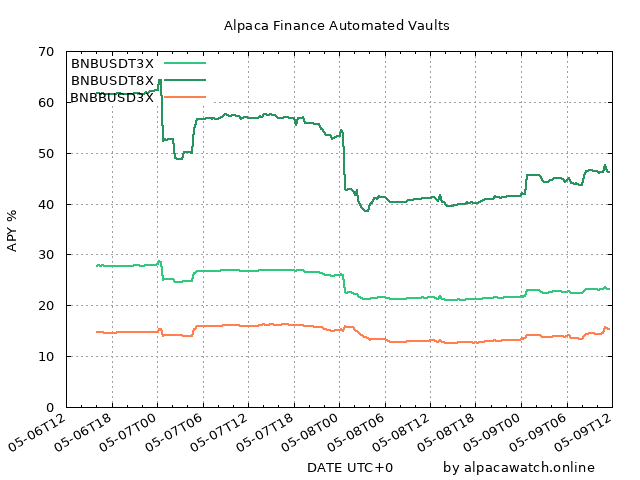 Alpaca Finance Automated Vaults
BNBUSDT3X
BNBUSDT8X
BNBBUSD3X
APY %
70
60
50
40
30
20
10
0
05-06T12
05-06T18
05-07T00
05-07T06
05-07T12
05-07T18
05-08T00
05-08T06
05-08T12
05-08T18
05-09T00
05-09T06
05-09T12
DATE UTC+0
by alpacawatch.online